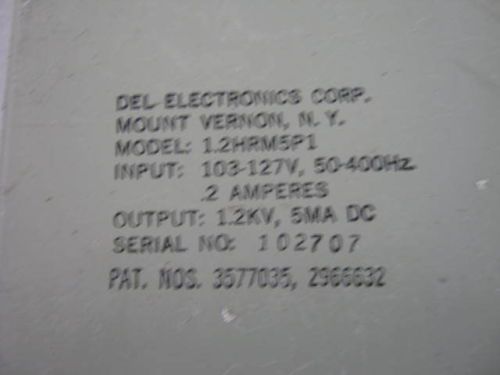 DEL ELECTRONICS CORP.
MOUNT VERNON, N. Y.
MODEL: 1.2HRM5P1
INPUT: 103-127V, 50-400Hz
.2 AMPERES
OUTPUT: 1.2KV, 5MA DC
SERIAL NO: 102707
PAT. NOS. 3577035, 2966632